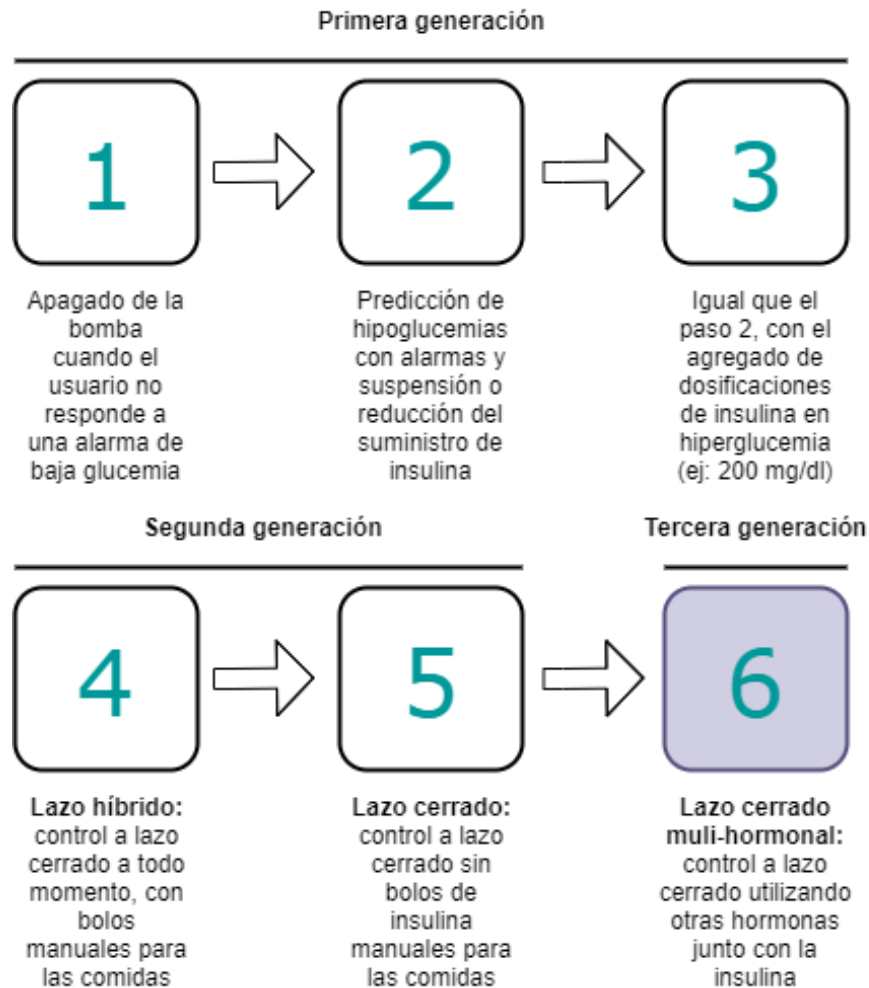 Primera generación
1
2
3
Apagado de la
bomba
cuando el
usuario no
responde a
una alarma de
baja glucemia
Predicción de
hipoglucemias
con alarmas y
suspensión o
reducción del
suministro de
insulina
Igual que el
paso 2, con el
agregado de
dosificaciones
de insulina en
hiperglucemia
(ej: 200 mg/dl)
Segunda generación
Tercera generación
4
5
6
Lazo híbrido:
control a lazo
cerrado a todo
momento, con
bolos
manuales para
las comidas
Lazo cerrado:
control a lazo
cerrado sin
bolos de
insulina
manuales para
las comidas
Lazo cerrado
muli-hormonal:
control a lazo
cerrado utilizando
otras hormonas
junto con la
insulina